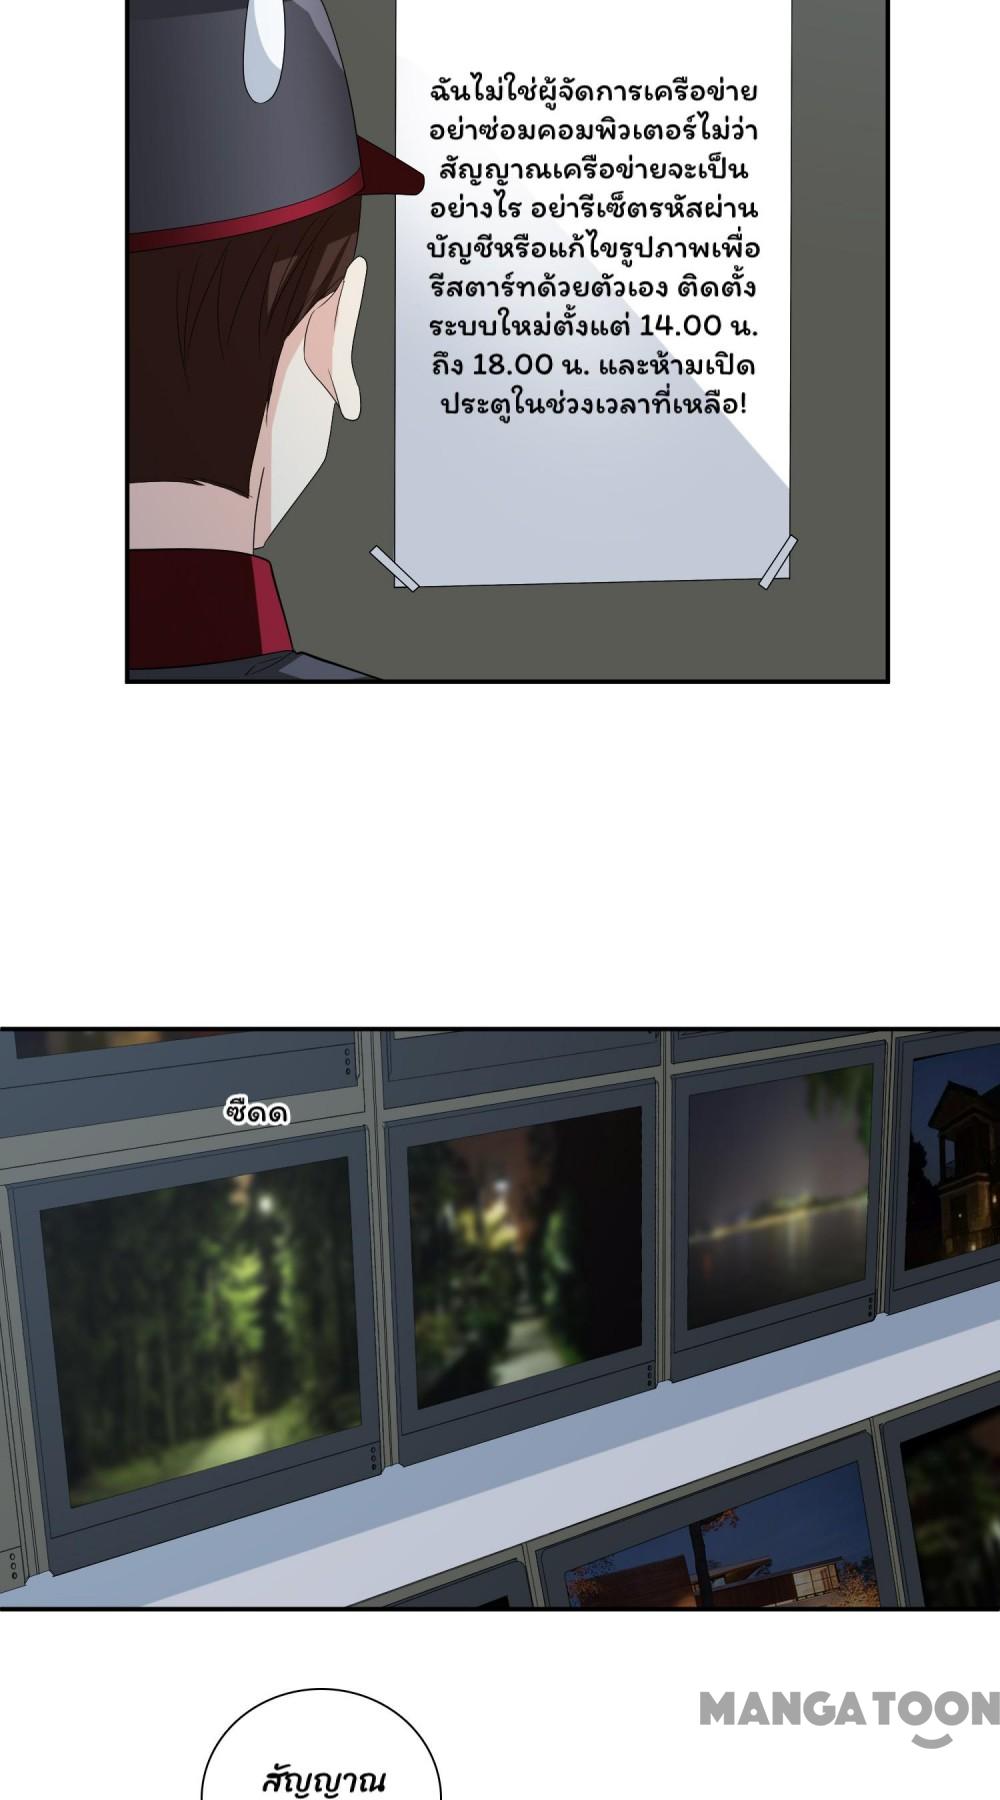 ฉันไม่ใช่ผู้จัดการเครือข่าย
อย่าซ่อมคอมพิวเตอร์ไม่ว่า
สัญญาณเครือข่ายจะเป็น
อย่างไร อย่ารีเซ็ตรหัสผ่าน
บัญชีหรือแก้ไขรูปภาพเพื่อ
รีสตาร์ทด้วยตัวเอง ติดตั้ง
ระบบใหม่ตั้งแต่ 14.00 น.
ถึง 18.00 น. และห้ามเปิด
ประตูในช่วงเวลาที่เหลือ!
ซืดด
MANGATOON
สัญญาณ